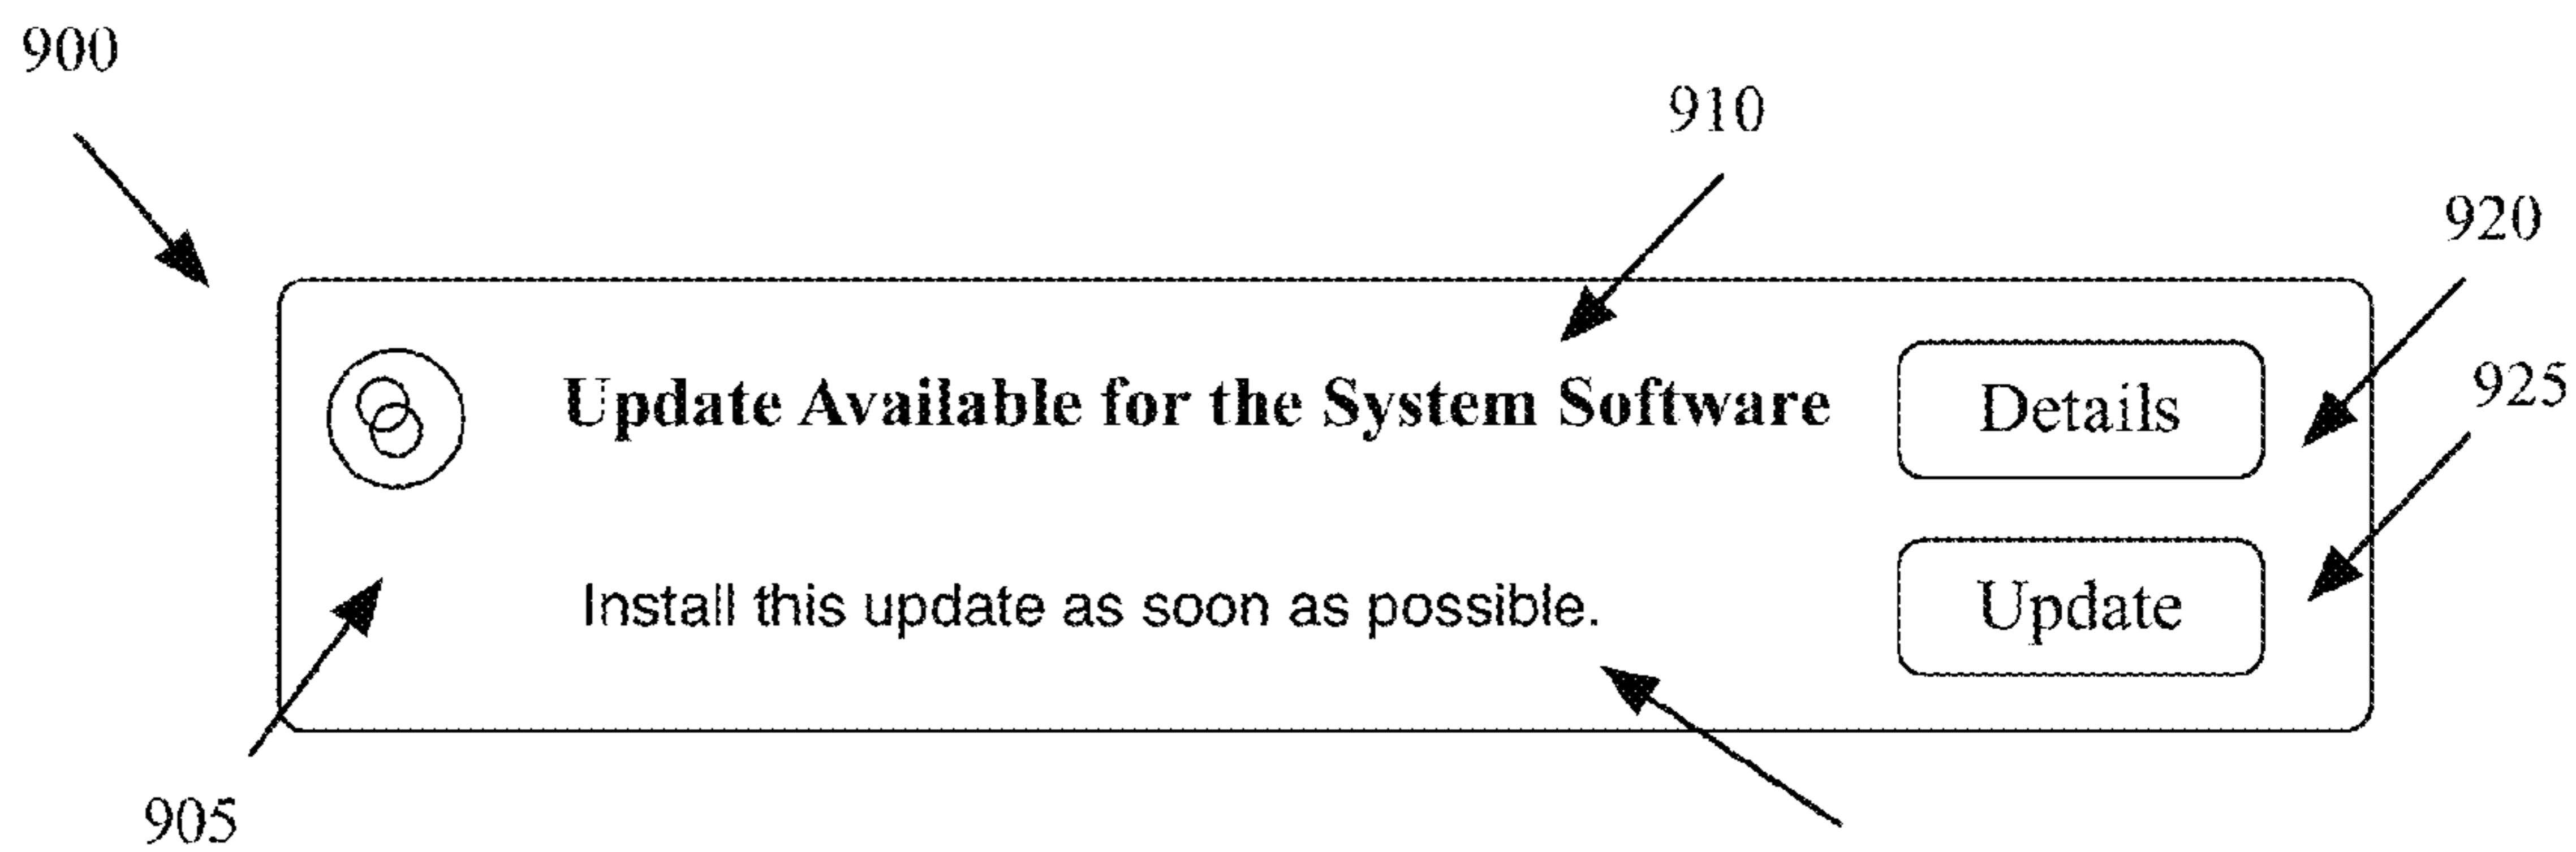 900
910
920
Update Available for the System Software
Details
925
Install this update as soon as possible.
Update
905